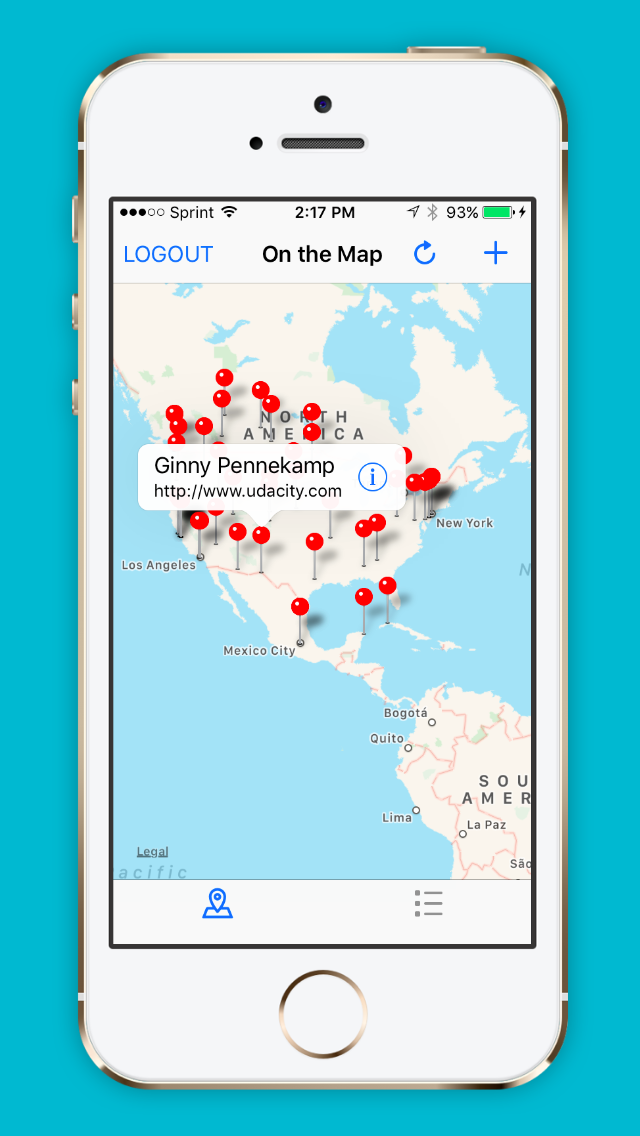 Sprint 2:17 PM 93%
LOGOUT On the Map
NORTH
AMERICA
Ginny Pennekamp
http://www.udacity.com
New York
Los Angeles
Mexico City
Bogotá
Quito
SOU
AMER
Lima
La Paz
Legal
São
acific
N